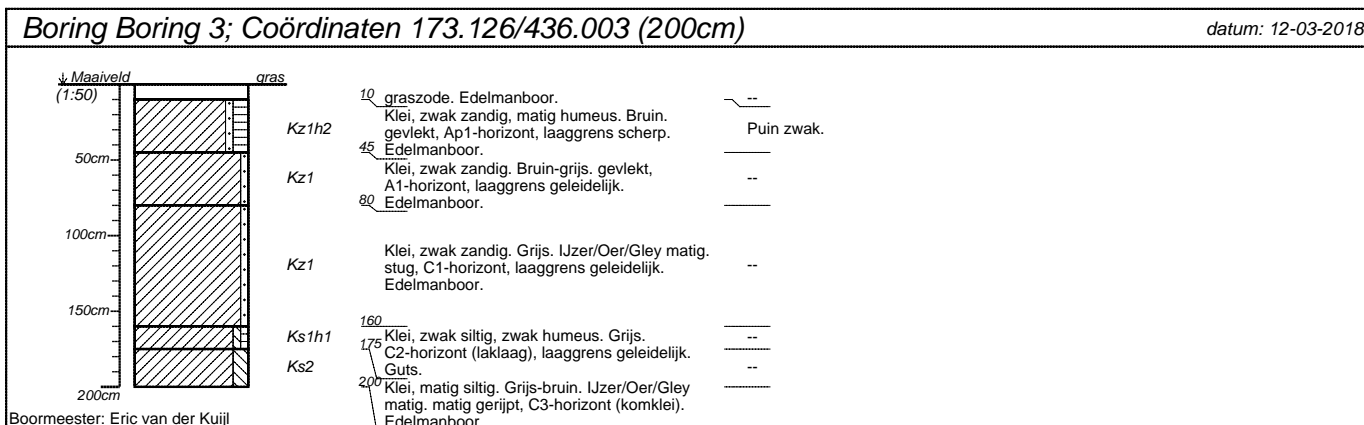 Boring Boring 3; Coördinaten 173.126/436.003 (200cm)
datum: 12-03-2018
Maaiveld
gras
(1:50)
10 graszode. Edelmanboor.
--
Kz1h2
Klei, zwak zandig, matig humeus. Bruin.
gevlekt, Ap1-horizont, laaggrens scherp.
Puin zwak.
45 Edelmanboor.
50cm
Kz1
Klei, zwak zandig. Bruin-grijs. gevlekt,
A1-horizont, laaggrens geleidelijk.
--
80 Edelmanboor.
100cm
Kz1
Klei, zwak zandig. Grijs. IJzer/Oer/Gley matig.
stug, C1-horizont, laaggrens geleidelijk.
--
Edelmanboor.
150cm
160
Ks1h1
Klei, zwak siltig, zwak humeus. Grijs.
--
175 C2-horizont (laklaag), laaggrens geleidelijk.
Ks2
Guts.
--
200 Klei, matig siltig. Grijs-bruin. IJzer/Oer/Gley
200cm
matig. matig gerijpt, C3-horizont (komklei).
Boormeester: Eric van der Kuijl
Edelmanboor.